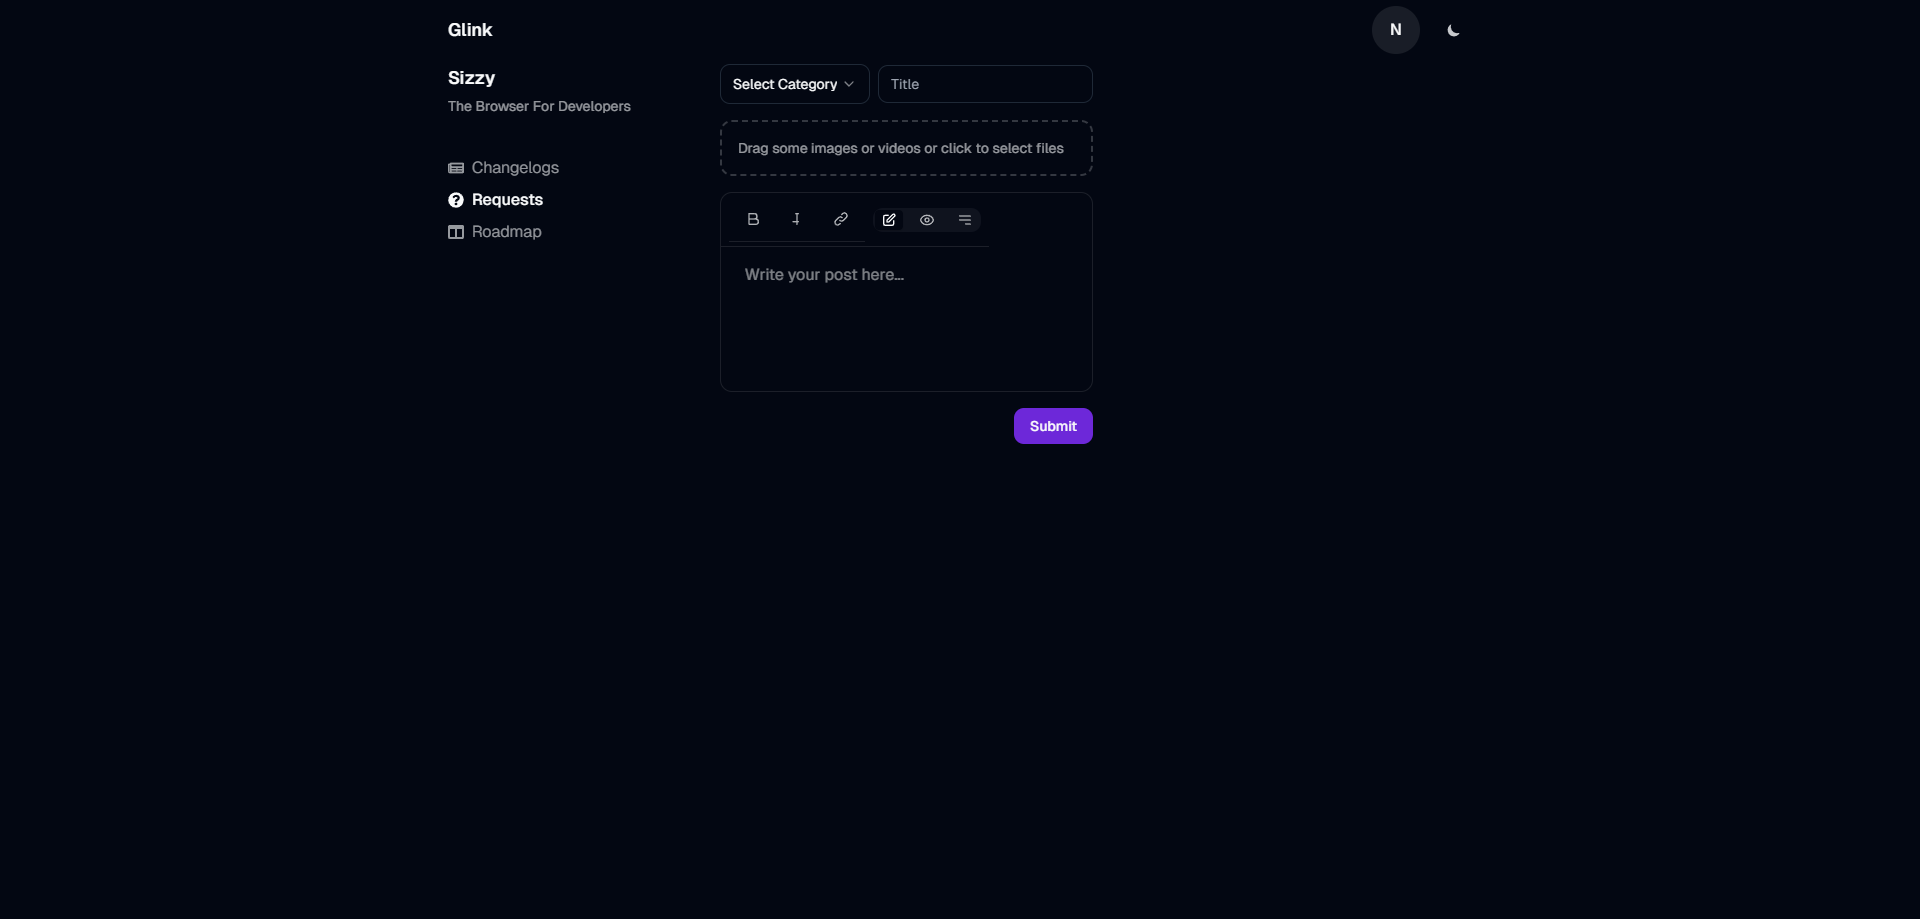 Glink
N
Sizzy
The Browser For Developers
Changelogs
Requests
Roadmap
Select Category
Title
Drag some images or videos or click to select files
Write your post here...
Submit